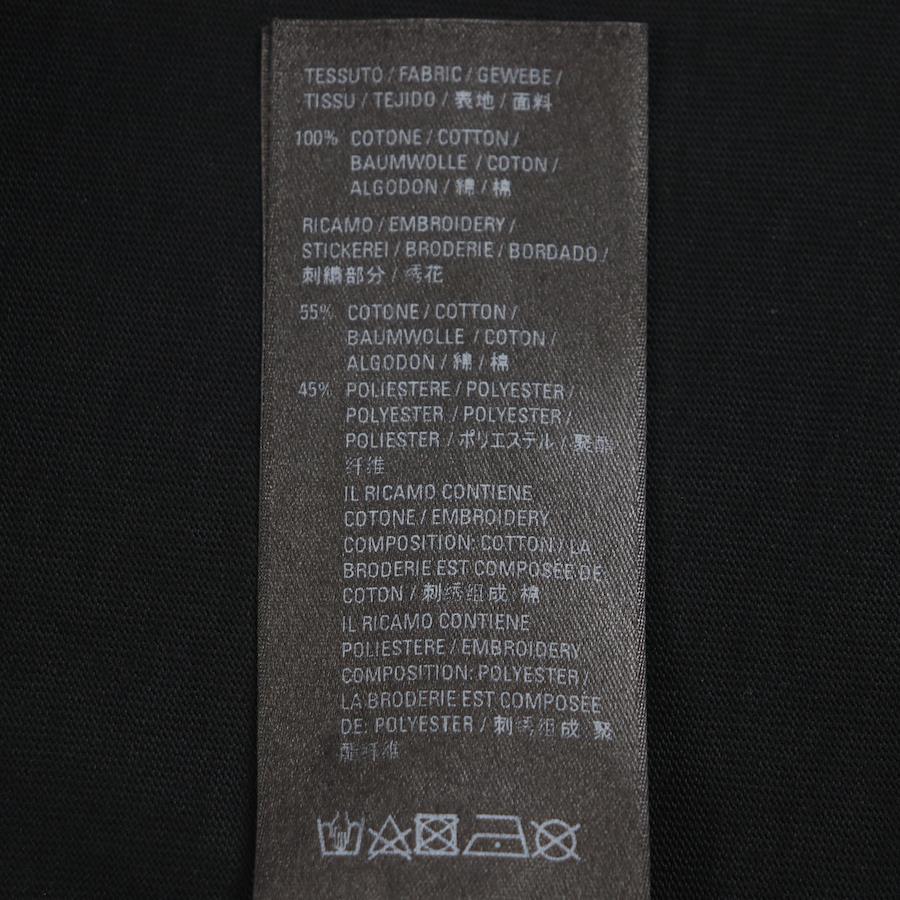 TESSUTO / FABRIC / GEWEBE /
TISSU / TEJIDO / 表地 / 面料
100% COTONE / COTTON /
BAUMWOLLE / COTON /
ALGODON / 綿 / 棉
RICAMO / EMBROIDERY /
STICKEREI / BRODERIE / BORDADO /
刺繍部分 / 绣花
55% COTONE / COTTON /
BAUMWOLLE / COTON /
ALGODON / 綿 / 棉
45% POLIESTERE / POLYESTER /
POLYESTER / POLYESTER /
POLIESTER / ポリエステル / 聚酯
纤维
IL RICAMO CONTIENE
COTONE / EMBROIDERY
COMPOSITION: COTTON / LA
BRODERIE EST COMPOSÉE DE:
COTON / 刺绣组成 棉
IL RICAMO CONTIENE
POLIESTERE / EMBROIDERY
COMPOSITION: POLYESTER /
LA BRODERIE EST COMPOSÉE
DE: POLYESTER / 刺绣组成 聚
酯纤维